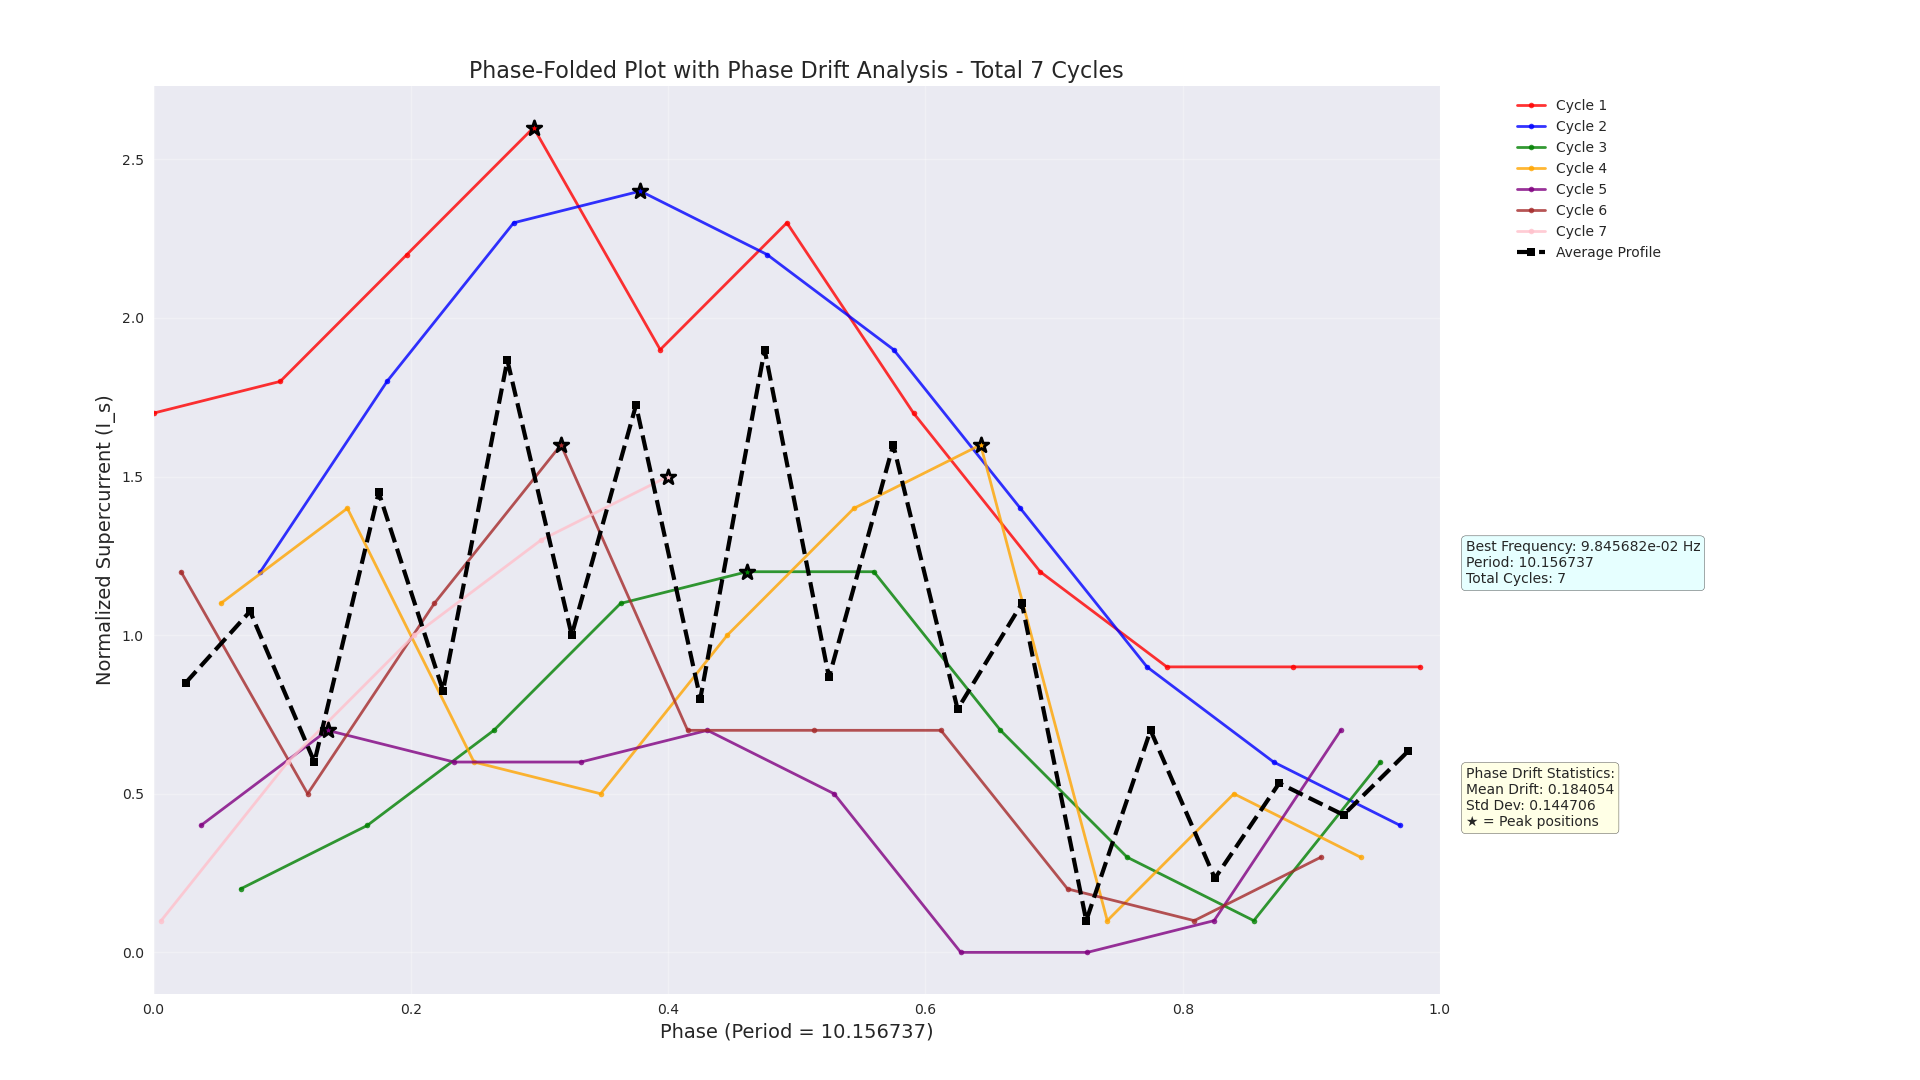 Phase-Folded Plot with Phase Drift Analysis - Total 7 Cycles
Normalized Supercurrent (I_s)
2.5
2.0
1.5
1.0
0.5
0.0
0.0 0.2 0.4 0.6 0.8 1.0
Phase (Period = 10.156737)
Cycle 1
Cycle 2
Cycle 3
Cycle 4
Cycle 5
Cycle 6
Cycle 7
Average Profile
Best Frequency: 9.845682e-02 Hz
Period: 10.156737
Total Cycles: 7
Phase Drift Statistics:
Mean Drift: 0.184054
Std Dev: 0.144706
★ = Peak positions